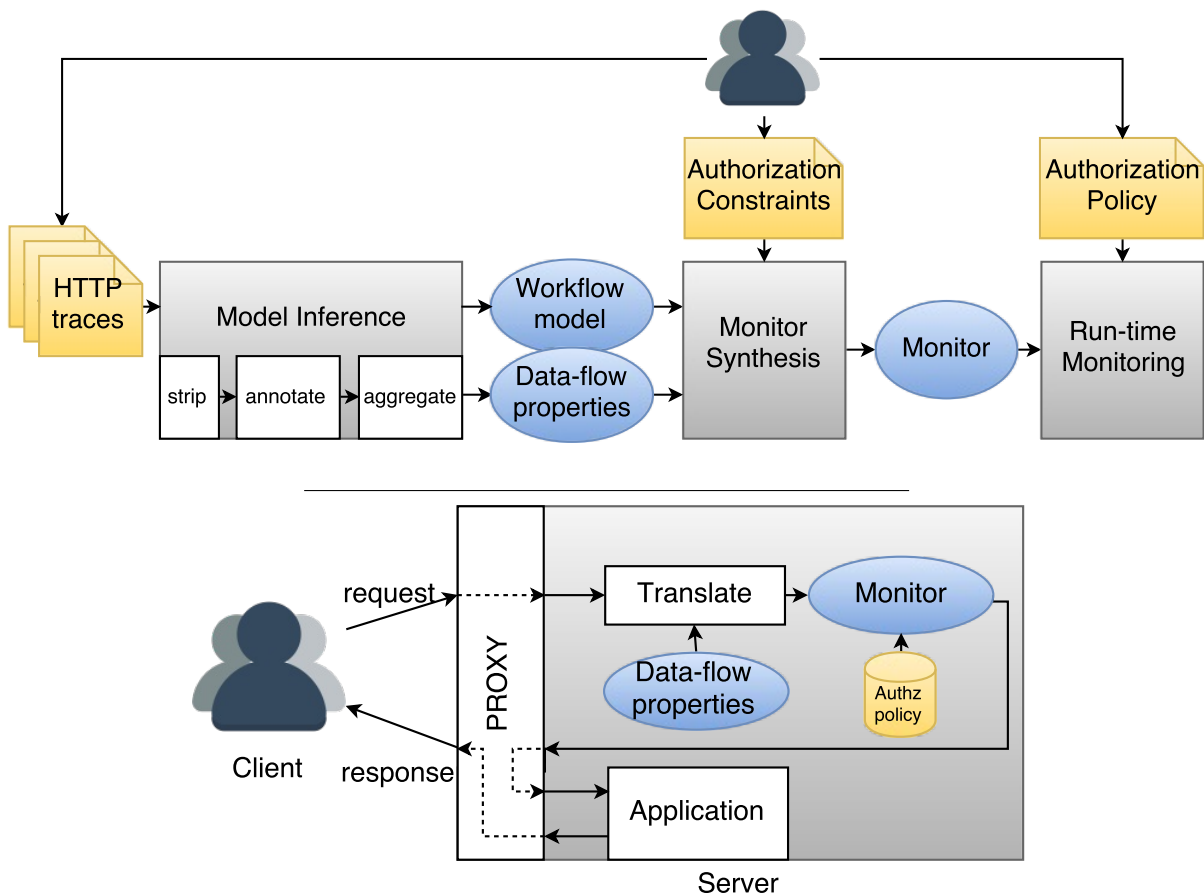 Authorization
Constraints
Authorization
Policy
HTTP
traces
Model Inference
strip
annotate
aggregate
Workflow
model
Data-flow
properties
Monitor
Synthesis
Monitor
Run-time
Monitoring
request
PROXY
Translate
Monitor
Data-flow
properties
Authz
policy
Client
response
Application
Server